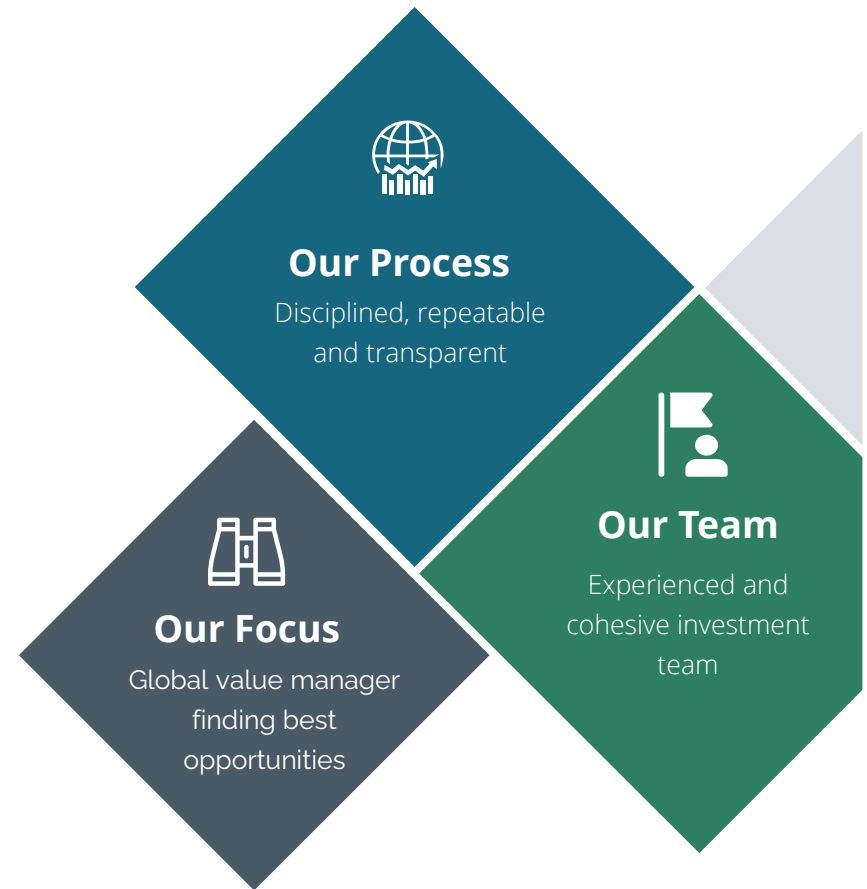 Our Process
Disciplined, repeatable
and transparent
Our Team
Experienced and
cohesive investment
team
Our Focus
Global value manager
finding best
opportunities